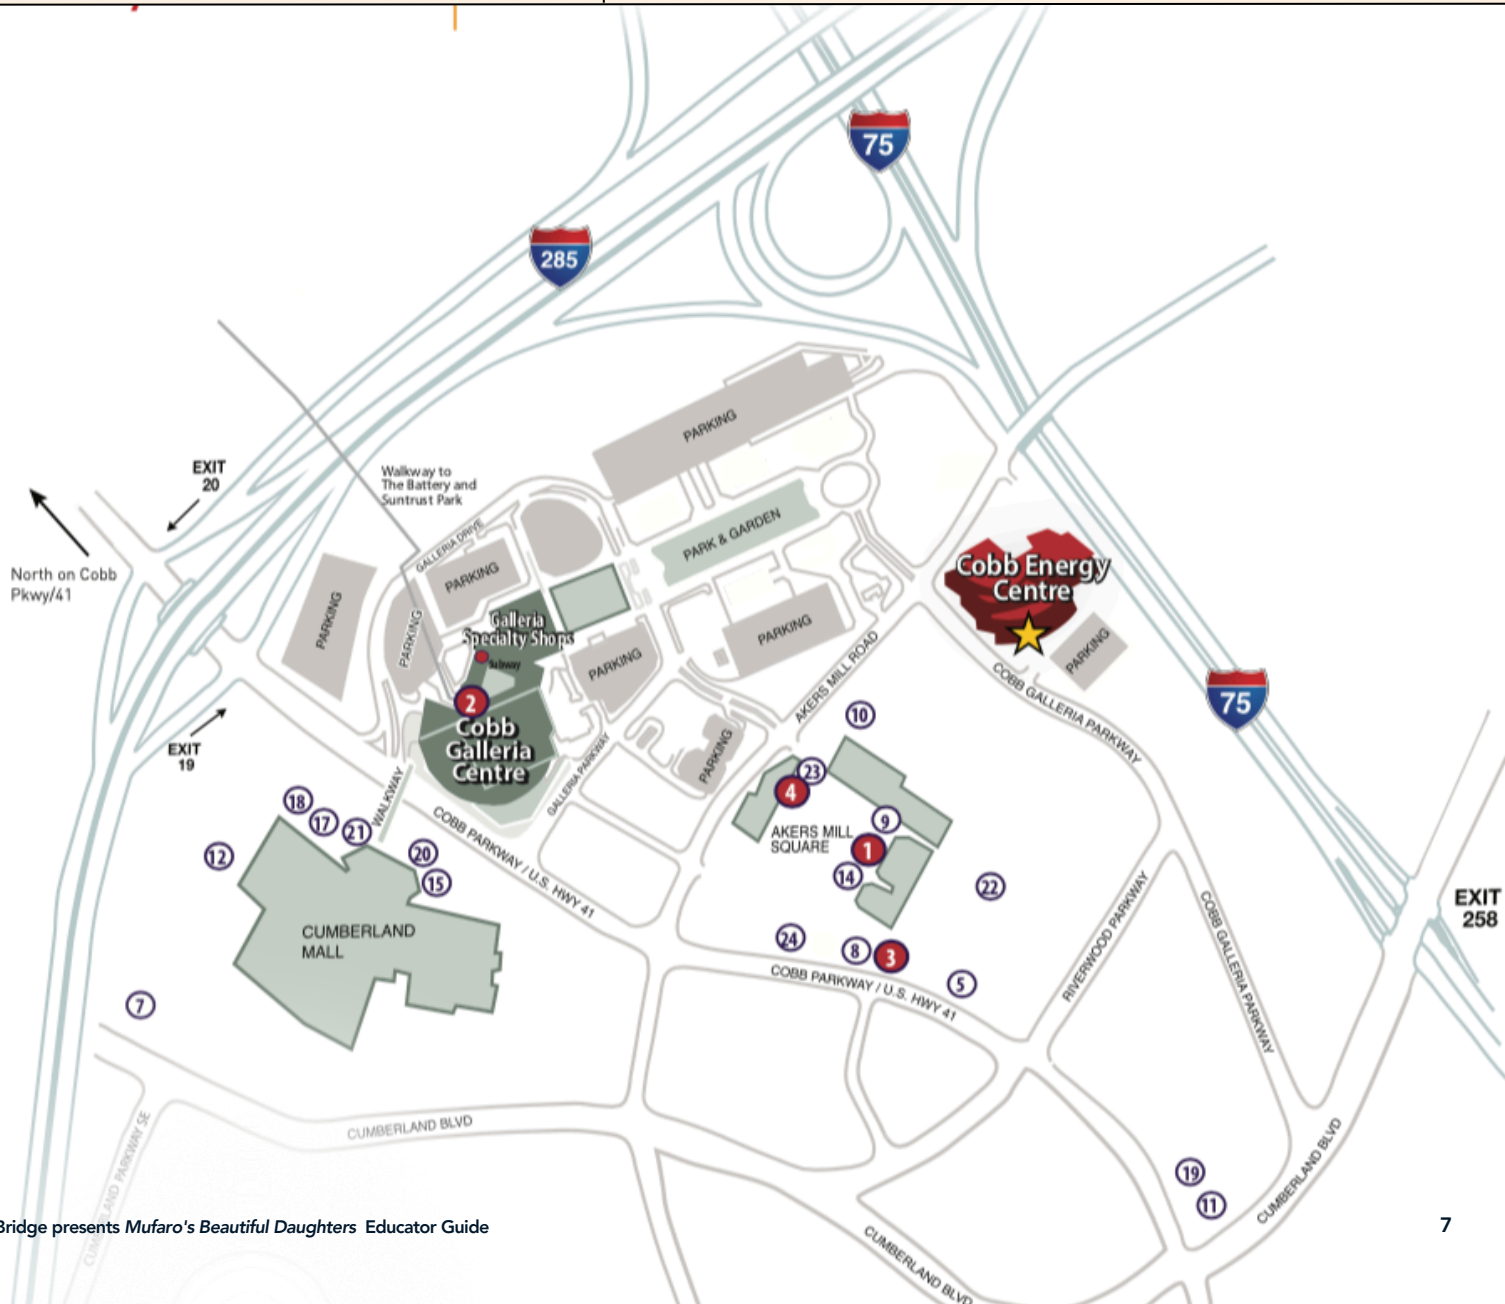 75
285
EXIT
20
Walkway to
The Battery and
Suntrust Park
North on Cobb
Pkwy/41
GALLERIA DRIVE
PARKING
PARKING
PARK & GARDEN
PARKING
PARKING
PARKING
PARKING
PARKING
Galleria
Specialty Shops
Subway
2
Cobb
Galleria
Centre
Cobb Energy
Centre
PARKING
COBB GALLERIA PARKWAY
75
AKERS MILL ROAD
GALLERIA PARKWAY
EXIT
19
WALKWAY
COBB PARKWAY / U.S. HWY 41
10
23
4
9
AKERS MILL
SQUARE
1
14
22
18
17
21
20
12
15
CUMBERLAND
MALL
24
8
3
5
COBB PARKWAY / U.S. HWY 41
RIVERWOOD PARKWAY
COBB GALLERIA PARKWAY
EXIT
258
7
CUMBERLAND BLVD
CUMBERLAND PARKWAY SE
19
11
CUMBERLAND BLVD
CUMBERLAND BLVD
Bridge presents Mufaro's Beautiful Daughters Educator Guide
7